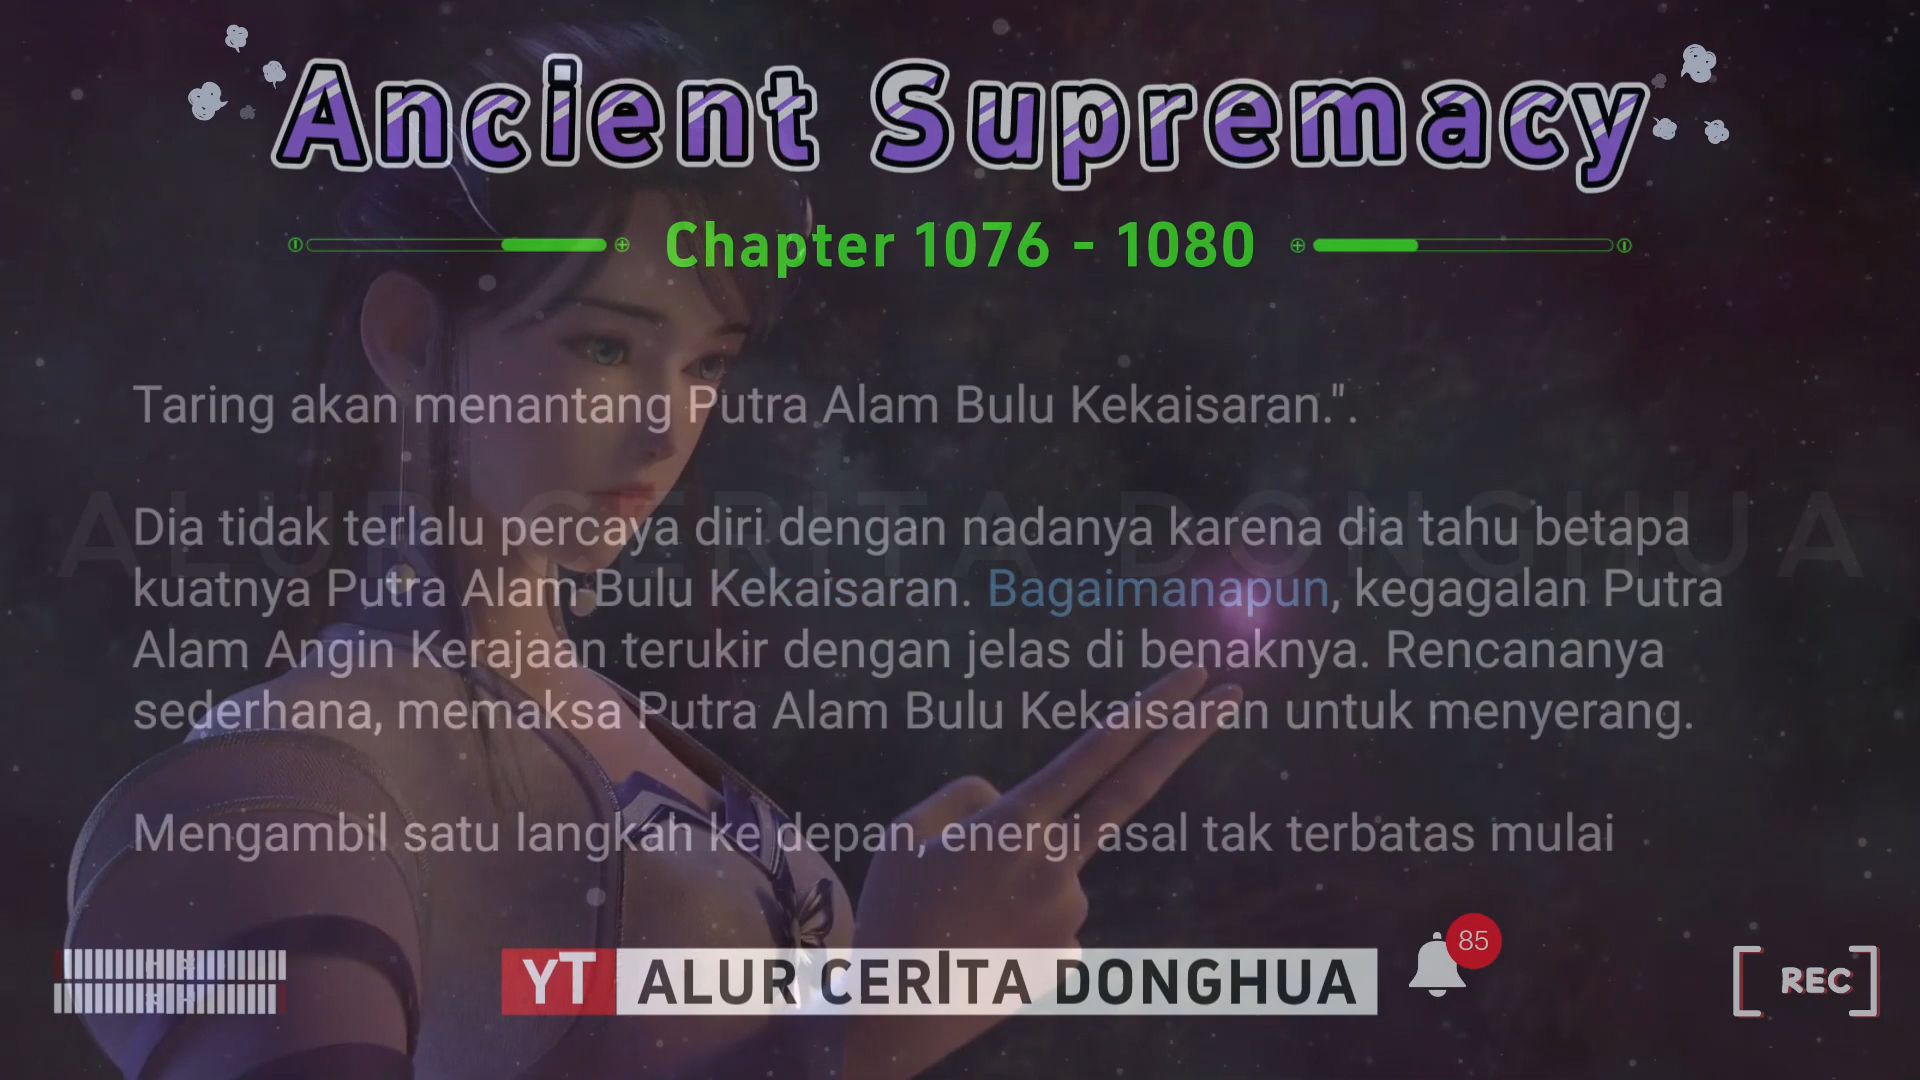 Ancient Supremacy
Chapter 1076 - 1080
Taring akan menantang Putra Alam Bulu Kekaisaran.".
ALUR CERITA DONGHUA
Dia tidak terlalu percaya diri dengan nadanya karena dia tahu betapa
kuatnya Putra Alam Bulu Kekaisaran. Bagaimanapun, kegagalan Putra
Alam Angin Kerajaan terukir dengan jelas di benaknya. Rencananya
sederhana, memaksa Putra Alam Bulu Kekaisaran untuk menyerang.
Mengambil satu langkah ke depan, energi asal tak terbatas mulai
YT ALUR CERITA DONGHUA
85
REC